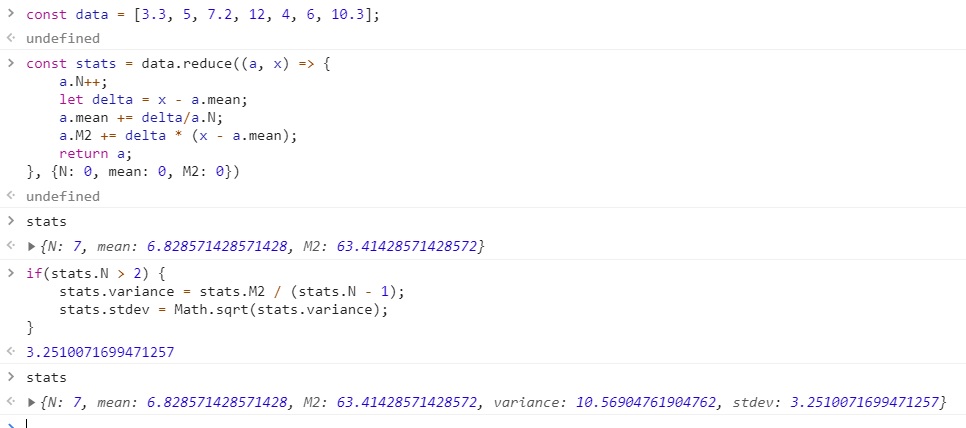 const data = [3.3, 5, 7.2, 12, 4, 6, 10.3];
undefined
const stats = data.reduce((a, x) => {
    a.N++;
    let delta = x - a.mean;
    a.mean += delta/a.N;
    a.M2 += delta * (x - a.mean);
    return a;
}, {N: 0, mean: 0, M2: 0})
undefined
stats
{N: 7, mean: 6.828571428571428, M2: 63.41428571428572}
if(stats.N > 2) {
    stats.variance = stats.M2 / (stats.N - 1);
    stats.stdev = Math.sqrt(stats.variance);
}
3.2510071699471257
stats
{N: 7, mean: 6.828571428571428, M2: 63.41428571428572, variance: 10.56904761904762, stdev: 3.2510071699471257}